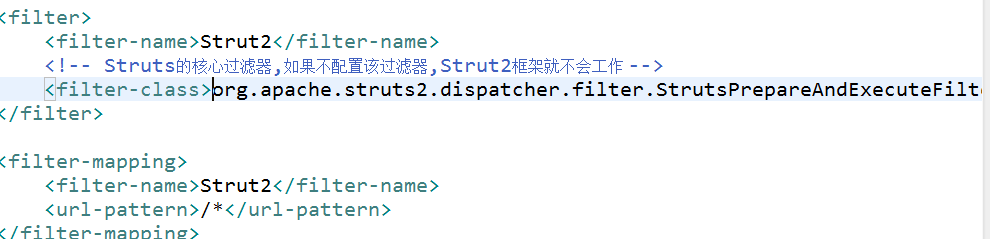 <filter>
<filter-name>Strut2</filter-name>
<!-- Struts的核心过滤器,如果不配置该过滤器,Strut2框架就不会工作 -->
<filter-class>org.apache.struts2.dispatcher.filter.StrutsPrepareAndExecuteFilte
</filter>
<filter-mapping>
<filter-name>Strut2</filter-name>
<url-pattern>/*</url-pattern>
</filter-mapping>